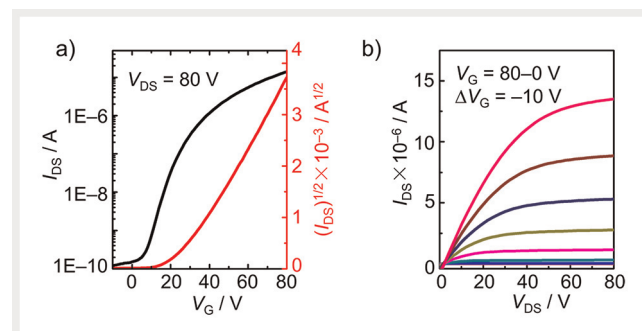 a)
V_DS = 80 V
I_DS / A
1E–6
1E–8
1E–10
0 20 40 60 80
V_G / V
4
3
2
1
0
(I_DS)^1/2 × 10^–3 / A^1/2
b)
V_G = 80–0 V
ΔV_G = –10 V
I_DS × 10^–6 / A
15
10
5
0
0 20 40 60 80
V_DS / V